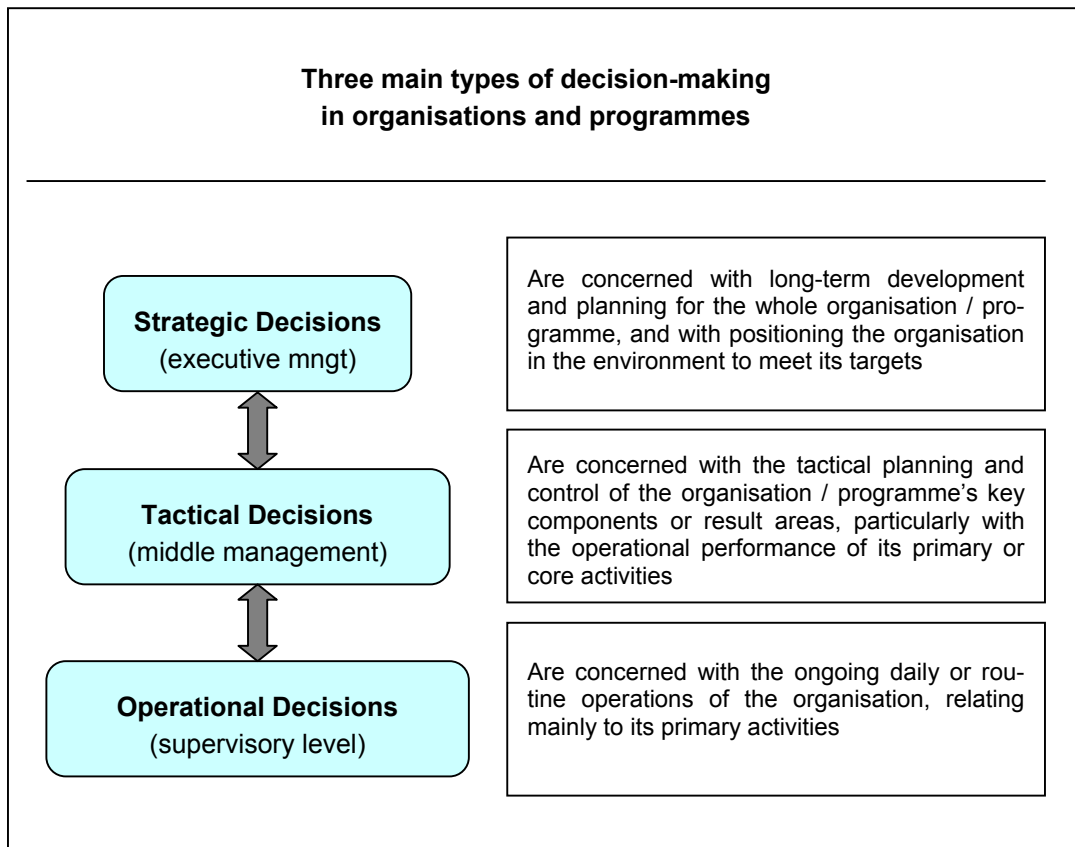 Three main types of decision-making
in organisations and programmes
Strategic Decisions
(executive mngt)
Are concerned with long-term development
and planning for the whole organisation / pro-
gramme, and with positioning the organisation
in the environment to meet its targets
Tactical Decisions
(middle management)
Are concerned with the tactical planning and
control of the organisation / programme's key
components or result areas, particularly with
the operational performance of its primary or
core activities
Operational Decisions
(supervisory level)
Are concerned with the ongoing daily or rou-
tine operations of the organisation, relating
mainly to its primary activities